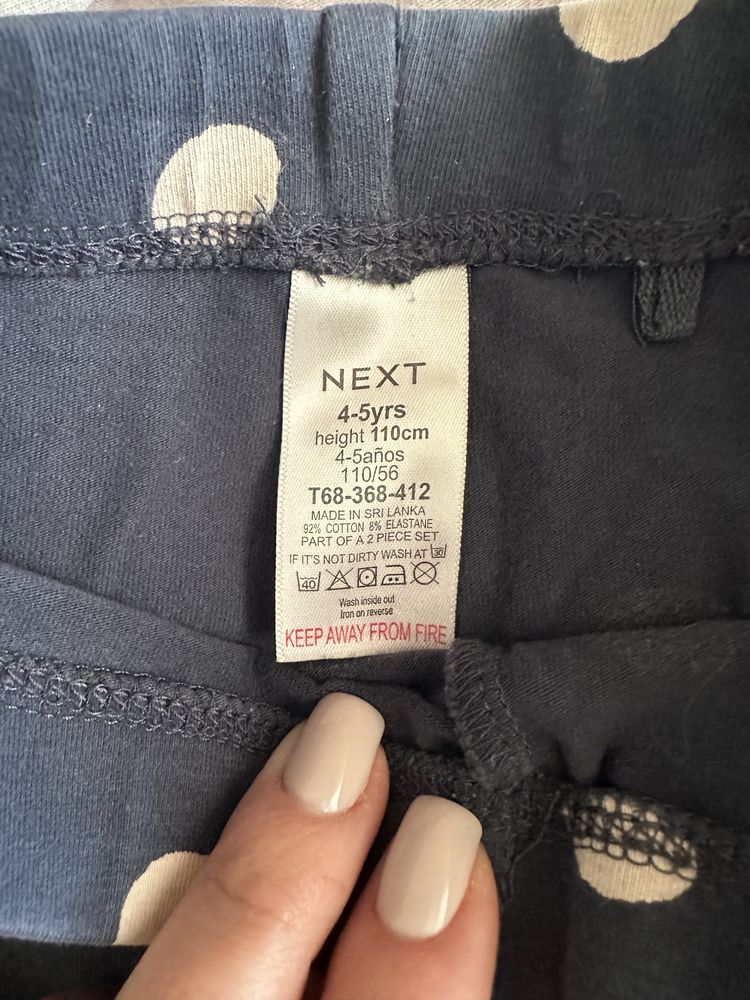 NEXT
4-5yrs
height 110cm
4-5años
110/56
T68-368-412
MADE IN SRI LANKA
92% COTTON 8% ELASTANE
PART OF A 2 PIECE SET
IF IT'S NOT DIRTY WASH AT 30
40
Wash inside out
Iron on reverse
KEEP AWAY FROM FIRE